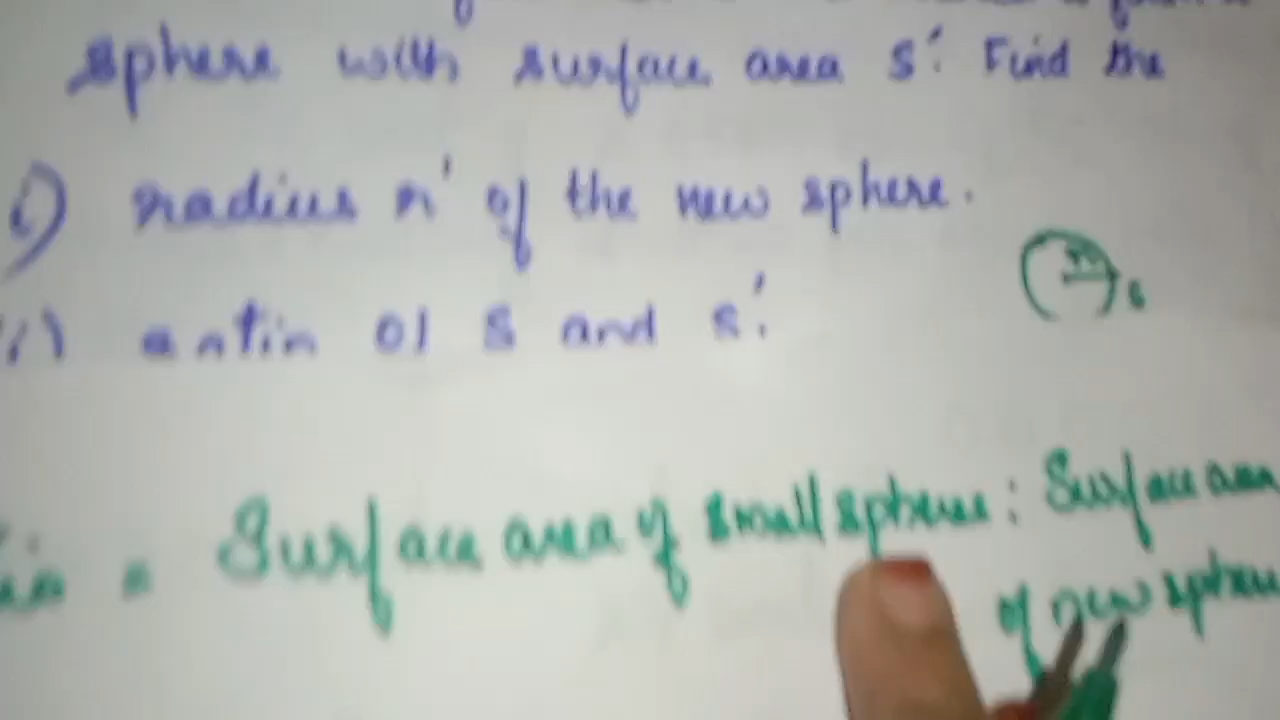 sphere with surface area s'. Find the
i) radius r' of the new sphere.
i) ratio of S and s'.
r
s
= Surface area of small sphere : Surface area
of new sphere